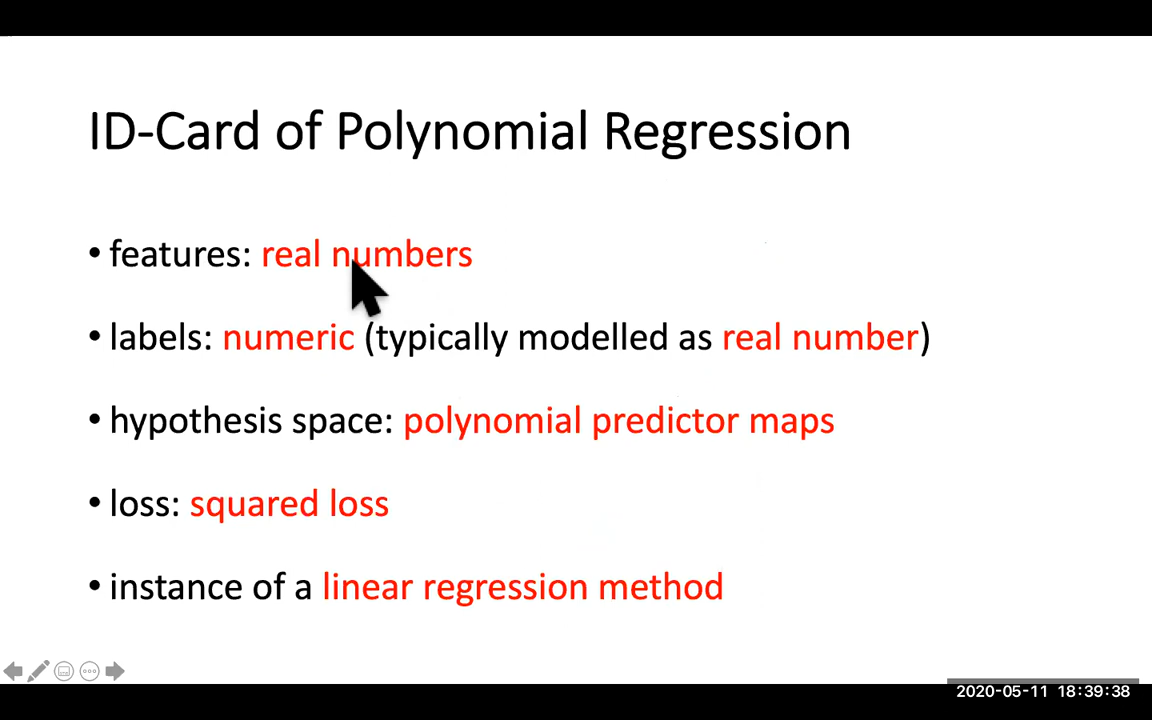 ID-Card of Polynomial Regression
• features: real numbers
• labels: numeric (typically modelled as real number)
• hypothesis space: polynomial predictor maps
• loss: squared loss
• instance of a linear regression method
2020-05-11 18:39:38